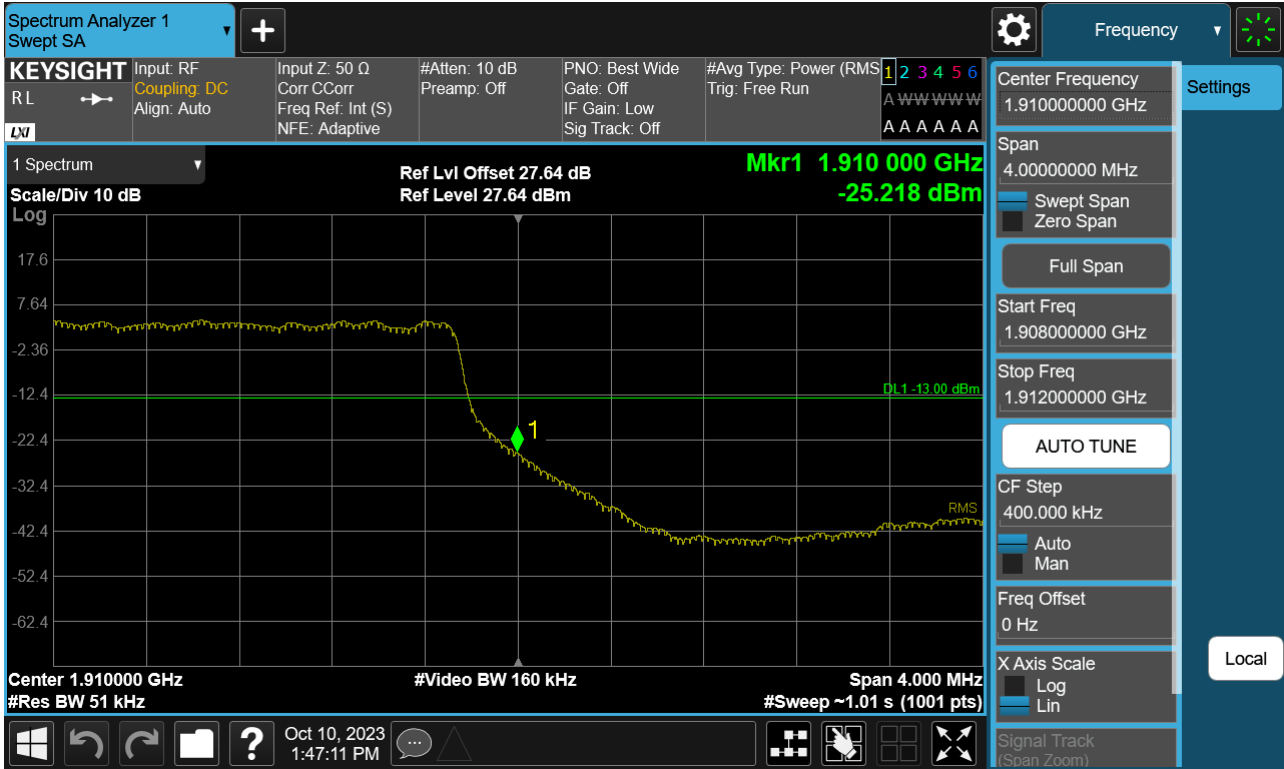 Spectrum Analyzer 1
Swept SA
Frequency
KEYSIGHT
R L
LXI
Input: RF
Coupling: DC
Align: Auto
Input Z: 50 Ω
Corr CCorr
Freq Ref: Int (S)
NFE: Adaptive
#Atten: 10 dB
Preamp: Off
PNO: Best Wide
Gate: Off
IF Gain: Low
Sig Track: Off
#Avg Type: Power (RMS
Trig: Free Run
1 2 3 4 5 6
A W W W W W
A A A A A A
1 Spectrum
Scale/Div 10 dB
Log
Ref Lvl Offset 27.64 dB
Ref Level 27.64 dBm
Mkr1 1.910 000 GHz
-25.218 dBm
17.6
7.64
-2.36
-12.4
-22.4
-32.4
-42.4
-52.4
-62.4
DL1 -13.00 dBm
1
RMS
Center 1.910000 GHz
#Res BW 51 kHz
#Video BW 160 kHz
Span 4.000 MHz
#Sweep ~1.01 s (1001 pts)
Center Frequency
1.910000000 GHz
Span
4.00000000 MHz
Swept Span
Zero Span
Full Span
Start Freq
1.908000000 GHz
Stop Freq
1.912000000 GHz
AUTO TUNE
CF Step
400.000 kHz
Auto
Man
Freq Offset
0 Hz
X Axis Scale
Log
Lin
Signal Track
(Span Zoom)
Settings
Local
?
Oct 10, 2023
1:47:11 PM